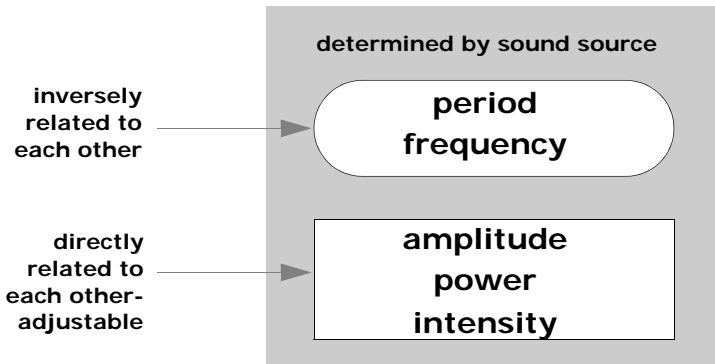 determined by sound source
inversely
related to
each other
period
frequency
directly
related to
each other-
adjustable
amplitude
power
intensity